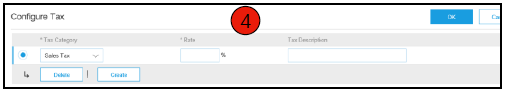 Configure Tax
4
OK
Ca
* Tax Category
* Rate
Tax Description
Sales Tax
%
Delete | Create